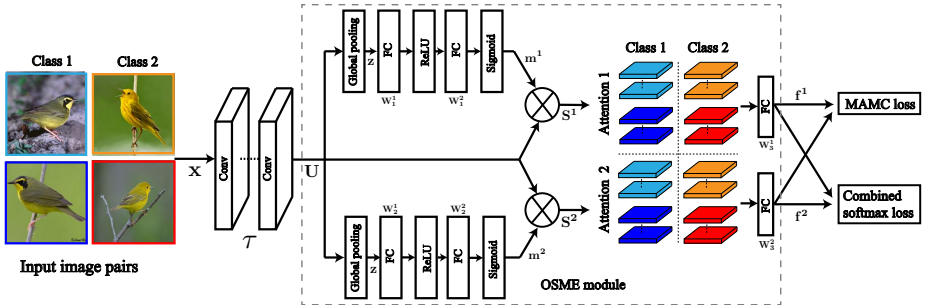 Class 1
Class 2
Input image pairs
x
Conv
Conv
τ
U
Global pooling
z
FC
W₁¹
ReLU
FC
W₁²
Sigmoid
m¹
S¹
Global pooling
z
FC
W₂¹
ReLU
FC
W₂²
Sigmoid
m²
S²
Class 1
Class 2
Attention 1
Attention 2
FC
W₃¹
FC
W₃²
f¹
f²
MAMC loss
Combined
softmax loss
OSME module